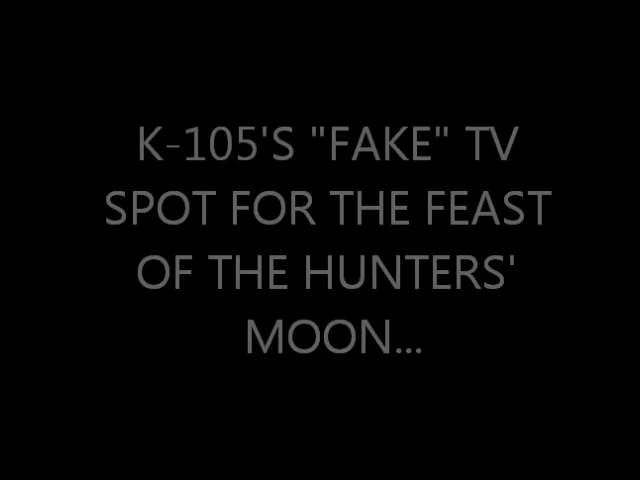 K-105'S "FAKE" TV
SPOT FOR THE FEAST
OF THE HUNTERS'
MOON...